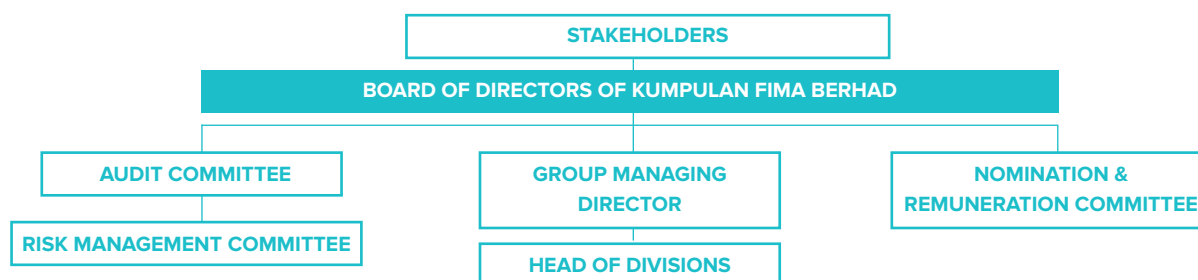 STAKEHOLDERS
BOARD OF DIRECTORS OF KUMPULAN FIMA BERHAD
AUDIT COMMITTEE
RISK MANAGEMENT COMMITTEE
GROUP MANAGING
DIRECTOR
HEAD OF DIVISIONS
NOMINATION &
REMUNERATION COMMITTEE